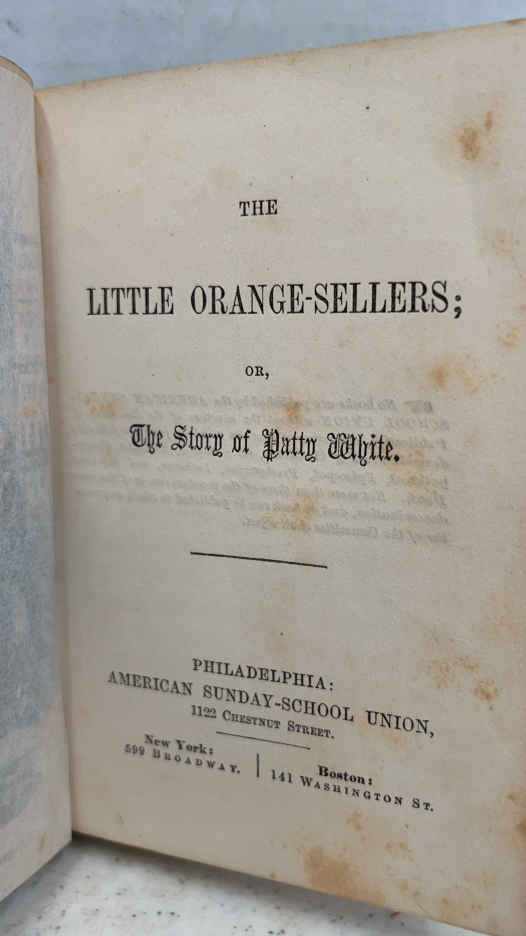 THE
LITTLE ORANGE-SELLERS;
OR,
The Story of Patty White.
PHILADELPHIA:
AMERICAN SUNDAY-SCHOOL UNION,
1122 CHESTNUT STREET.
New York:
599 BROADWAY.
Boston:
141 WASHINGTON ST.